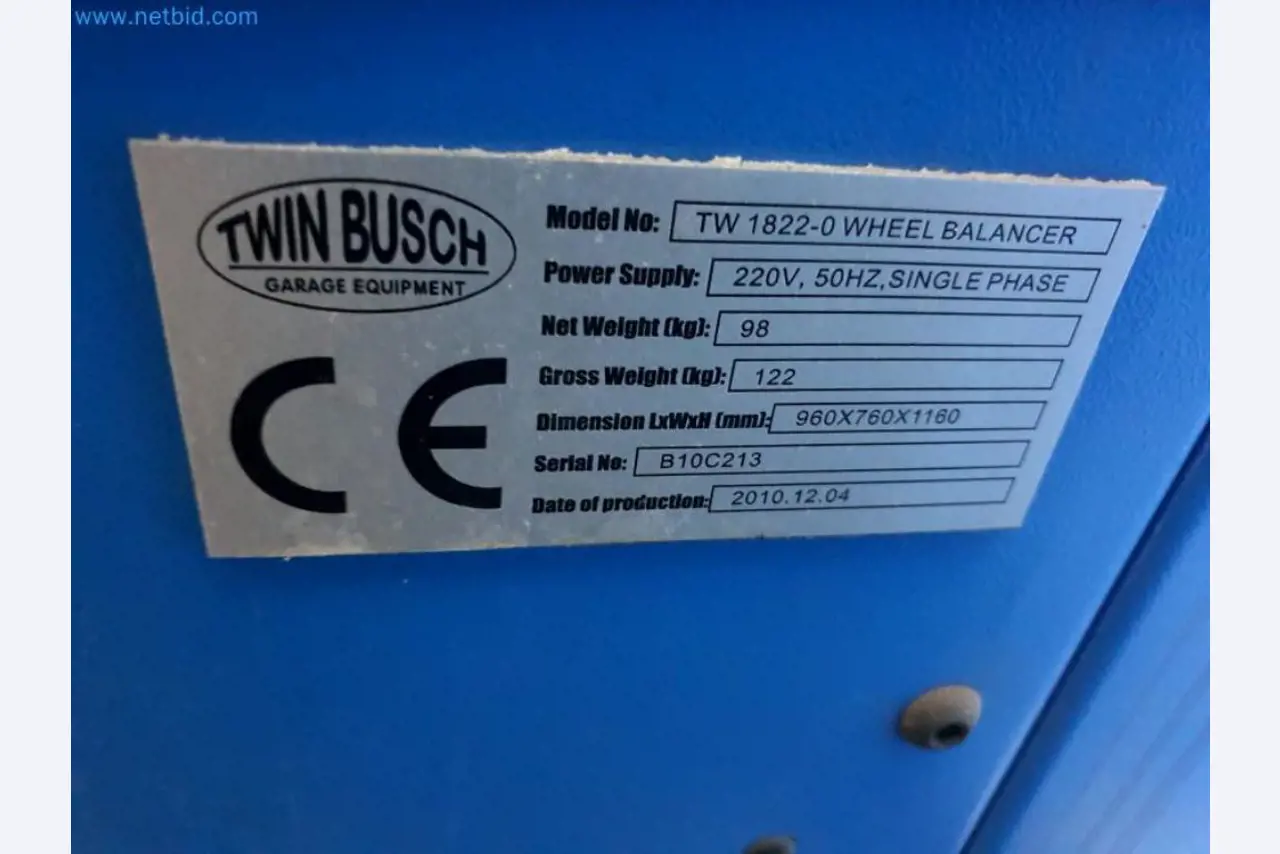 www.netbid.com
TWIN BUSCH
GARAGE EQUIPMENT
CE
Model No: TW 1822-0 WHEEL BALANCER
Power Supply: 220V, 50HZ, SINGLE PHASE
Net Weight (kg): 98
Gross Weight (kg): 122
Dimension LxWxH (mm): 960X760X1160
Serial No: B10C213
Date of production: 2010.12.04